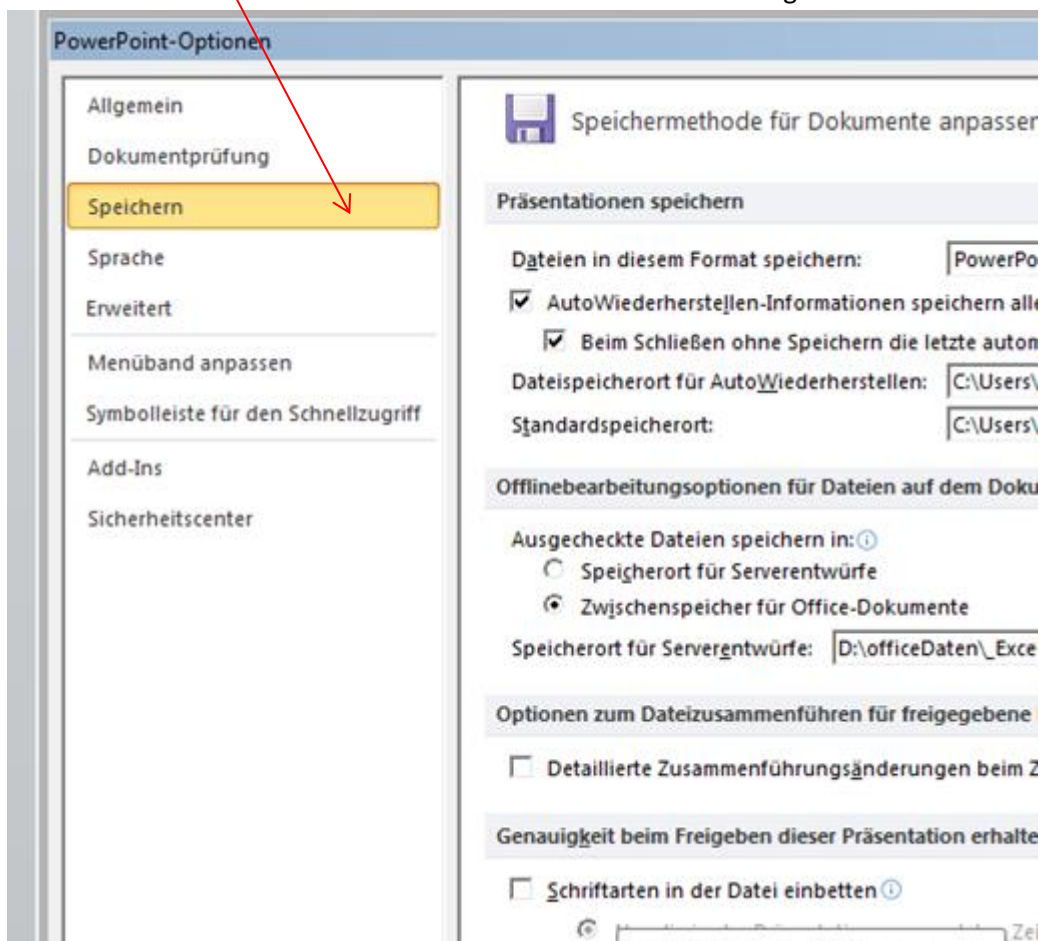 PowerPoint-Optionen
Allgemein
Dokumentprüfung
Speichern
Sprache
Erweitert
Menüband anpassen
Symbolleiste für den Schnellzugriff
Add-Ins
Sicherheitscenter
Speichermethode für Dokumente anpassen
Präsentationen speichern
Dateien in diesem Format speichern: PowerPo
AutoWiederherstellen-Informationen speichern alle
Beim Schließen ohne Speichern die letzte autom
Dateispeicherort für AutoWiederherstellen: C:\Users\
Standardspeicherort: C:\Users\
Offlinebearbeitungsoptionen für Dateien auf dem Doku
Ausgecheckte Dateien speichern in:
Speicherort für Serverentwürfe
Zwischenspeicher für Office-Dokumente
Speicherort für Serverentwürfe: D:\officeDaten\_Exce
Optionen zum Dateizusammenführen für freigegebene
Detaillierte Zusammenführungsänderungen beim Z
Genauigkeit beim Freigeben dieser Präsentation erhalte
Schriftarten in der Datei einbetten
Zei